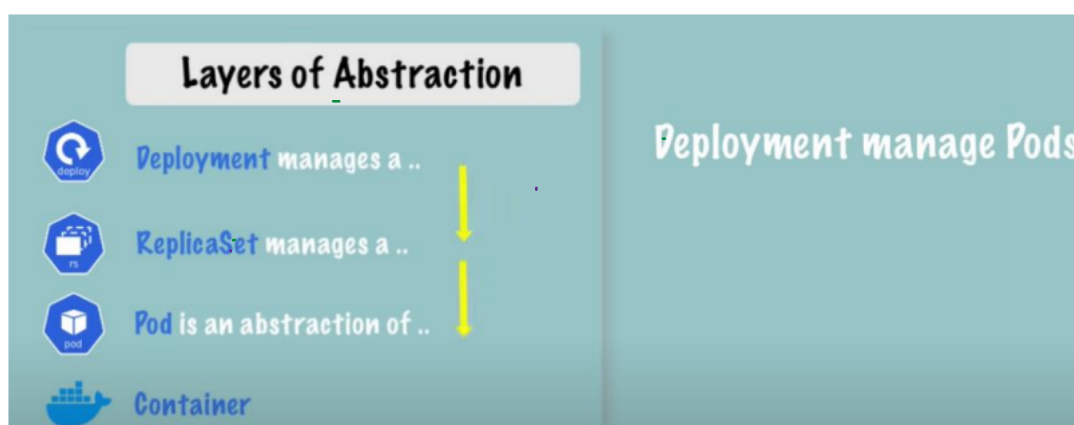 Layers of Abstraction
deploy
Deployment manages a ..
rs
ReplicaSet manages a ..
pod
Pod is an abstraction of ..
Container
Deployment manage Pods